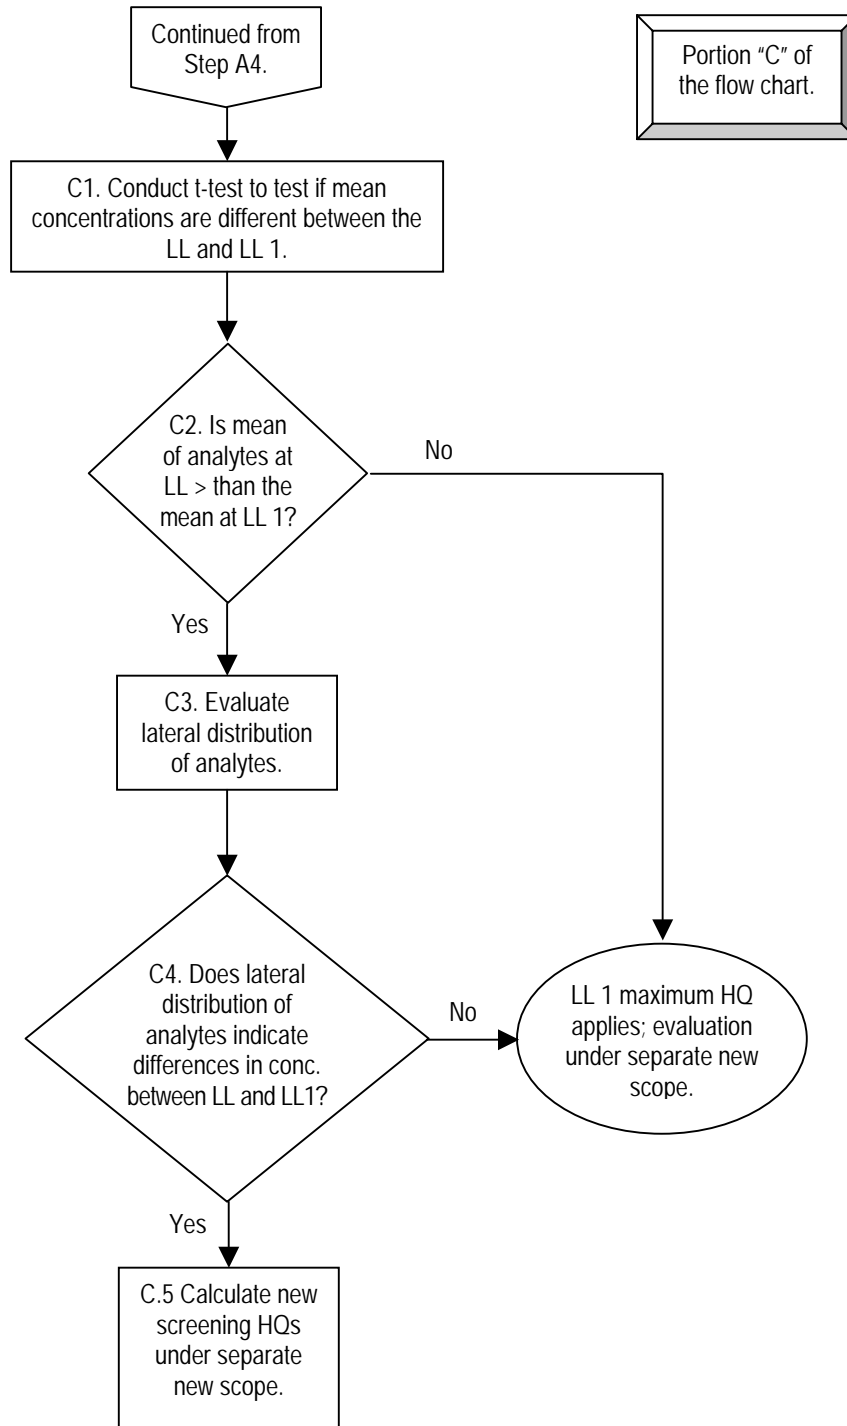 Continued from
Step A4.
Portion “C” of
the flow chart.
C1. Conduct t-test to test if mean
concentrations are different between the
LL and LL 1.
C2. Is mean
of analytes at
LL > than the
mean at LL 1?
No
Yes
C3. Evaluate
lateral distribution
of analytes.
C4. Does lateral
distribution of
analytes indicate
differences in conc.
between LL and LL1?
No
LL 1 maximum HQ
applies; evaluation
under separate new
scope.
Yes
C.5 Calculate new
screening HQs
under separate
new scope.